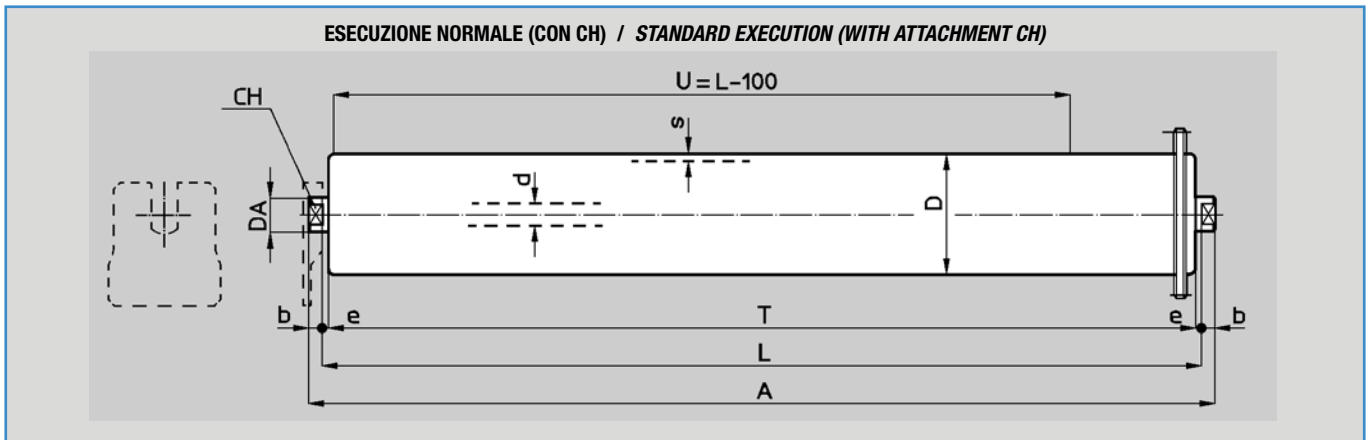 ESECUZIONE NORMALE (CON CH) / STANDARD EXECUTION (WITH ATTACHMENT CH)
U = L-100
CH
s
d
DA
D
b e T e b
L
A